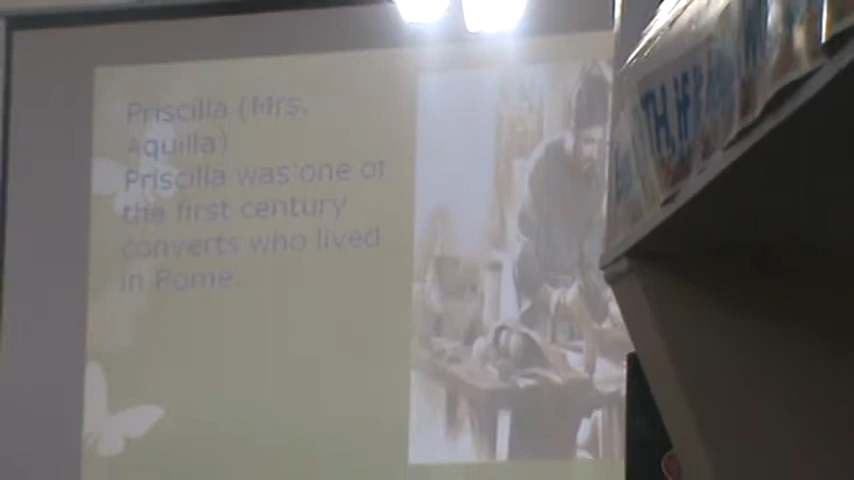 Priscilla (Mrs.
Aquilla)
Priscilla was one of
the first century
converts who lived
in Rome.